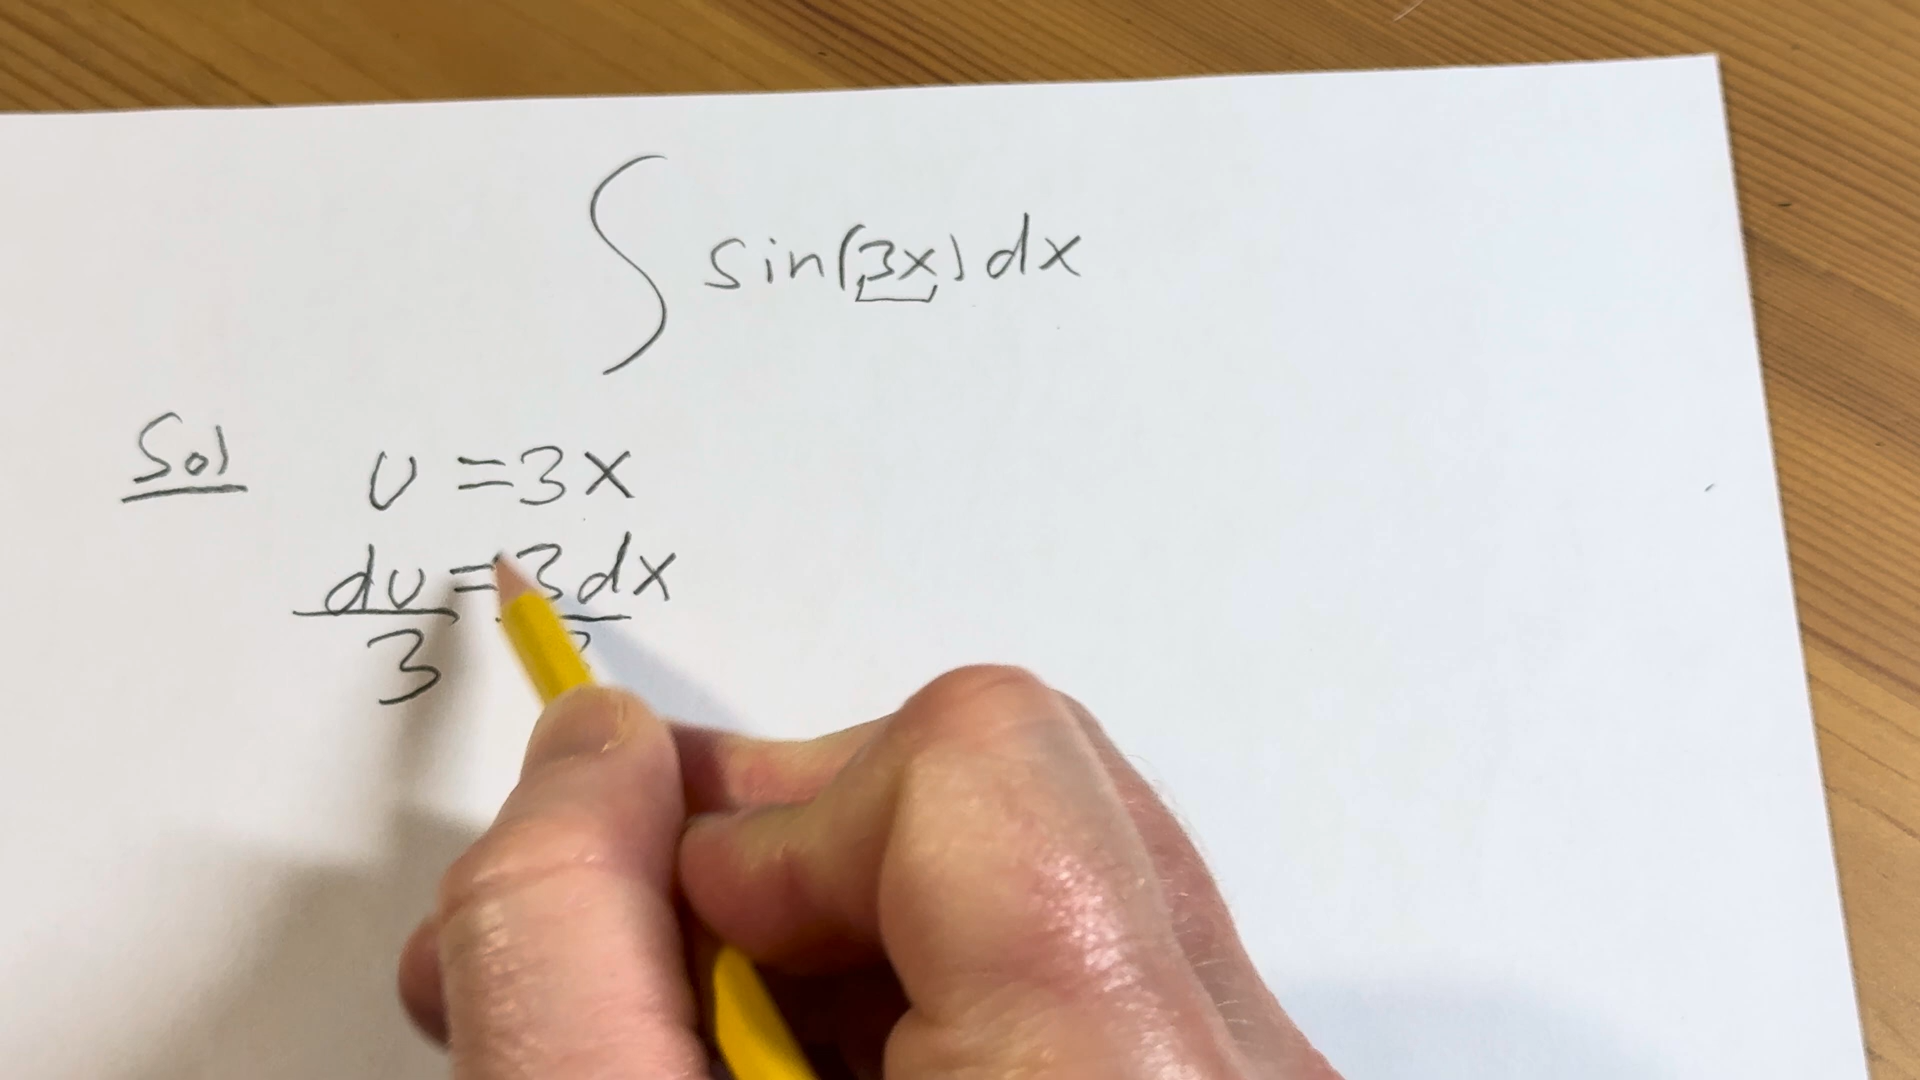 ∫ sin(3x) dx
Sol u = 3x
du = 3dx
3